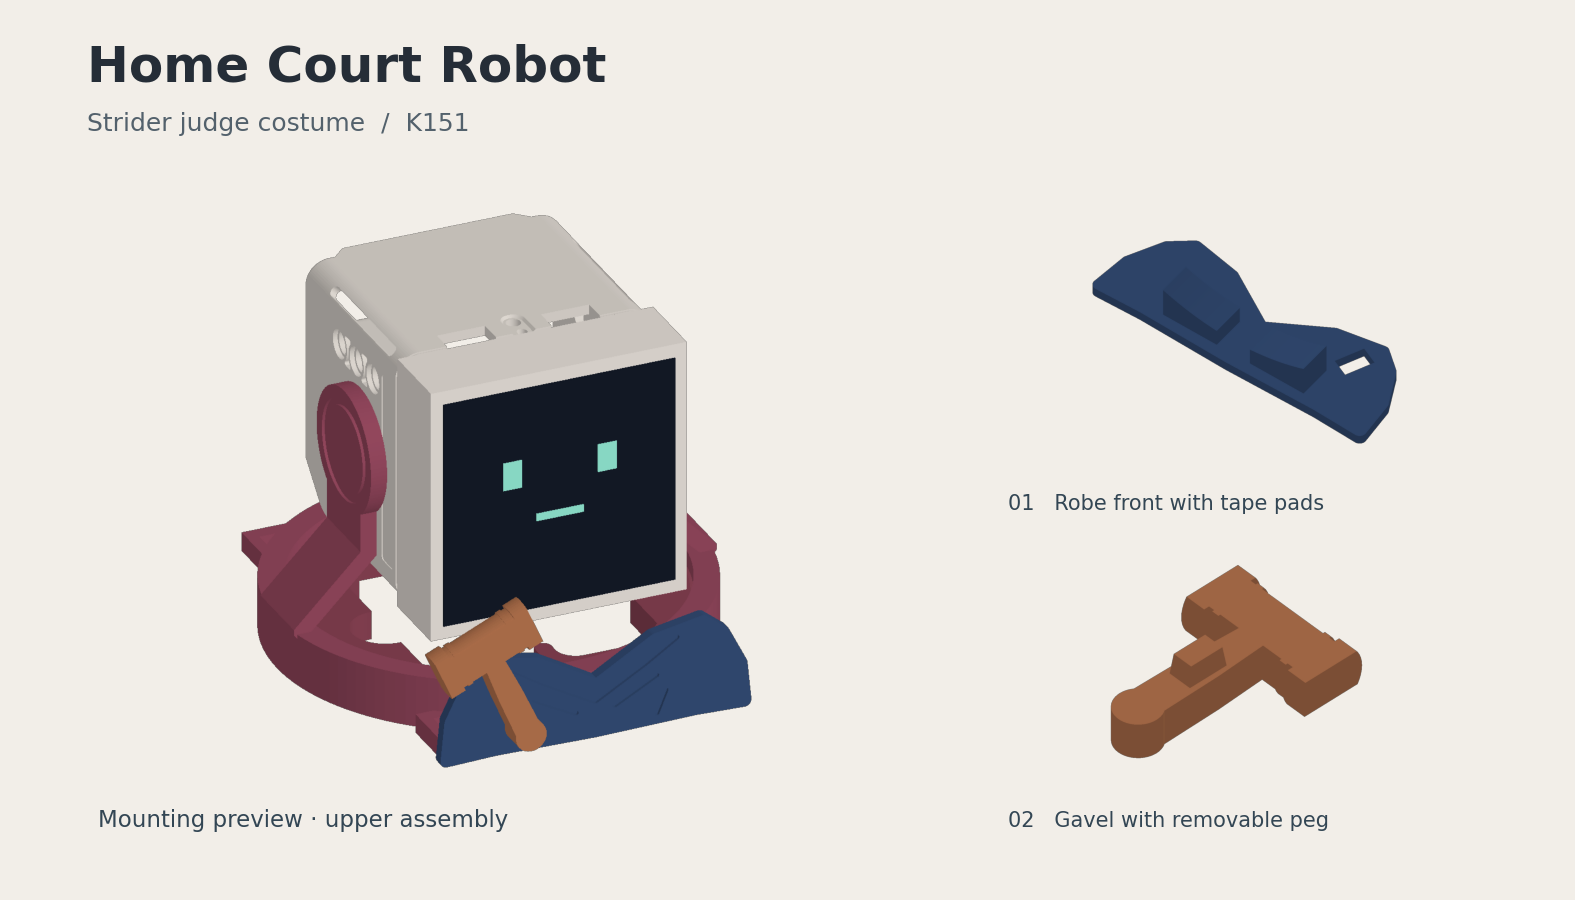 Home Court Robot
Strider judge costume / K151
01 Robe front with tape pads
Mounting preview · upper assembly
02 Gavel with removable peg